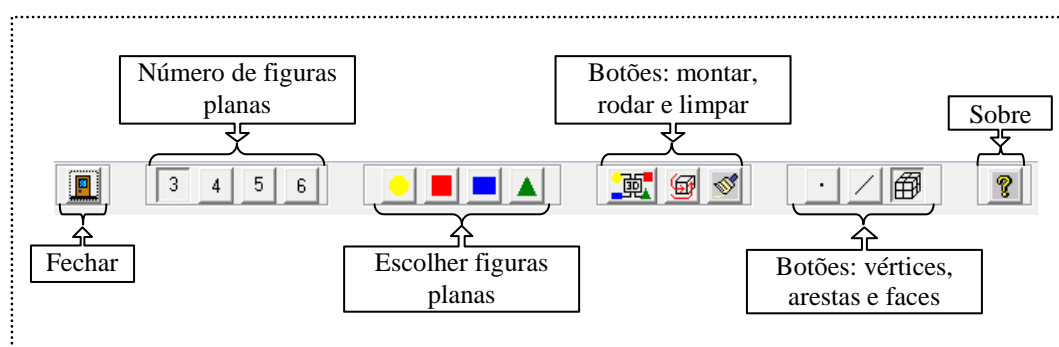 Número de figuras
planas
Botões: montar,
rodar e limpar
Sobre
3 4 5 6
3D
?
Fechar
Escolher figuras
planas
Botões: vértices,
arestas e faces